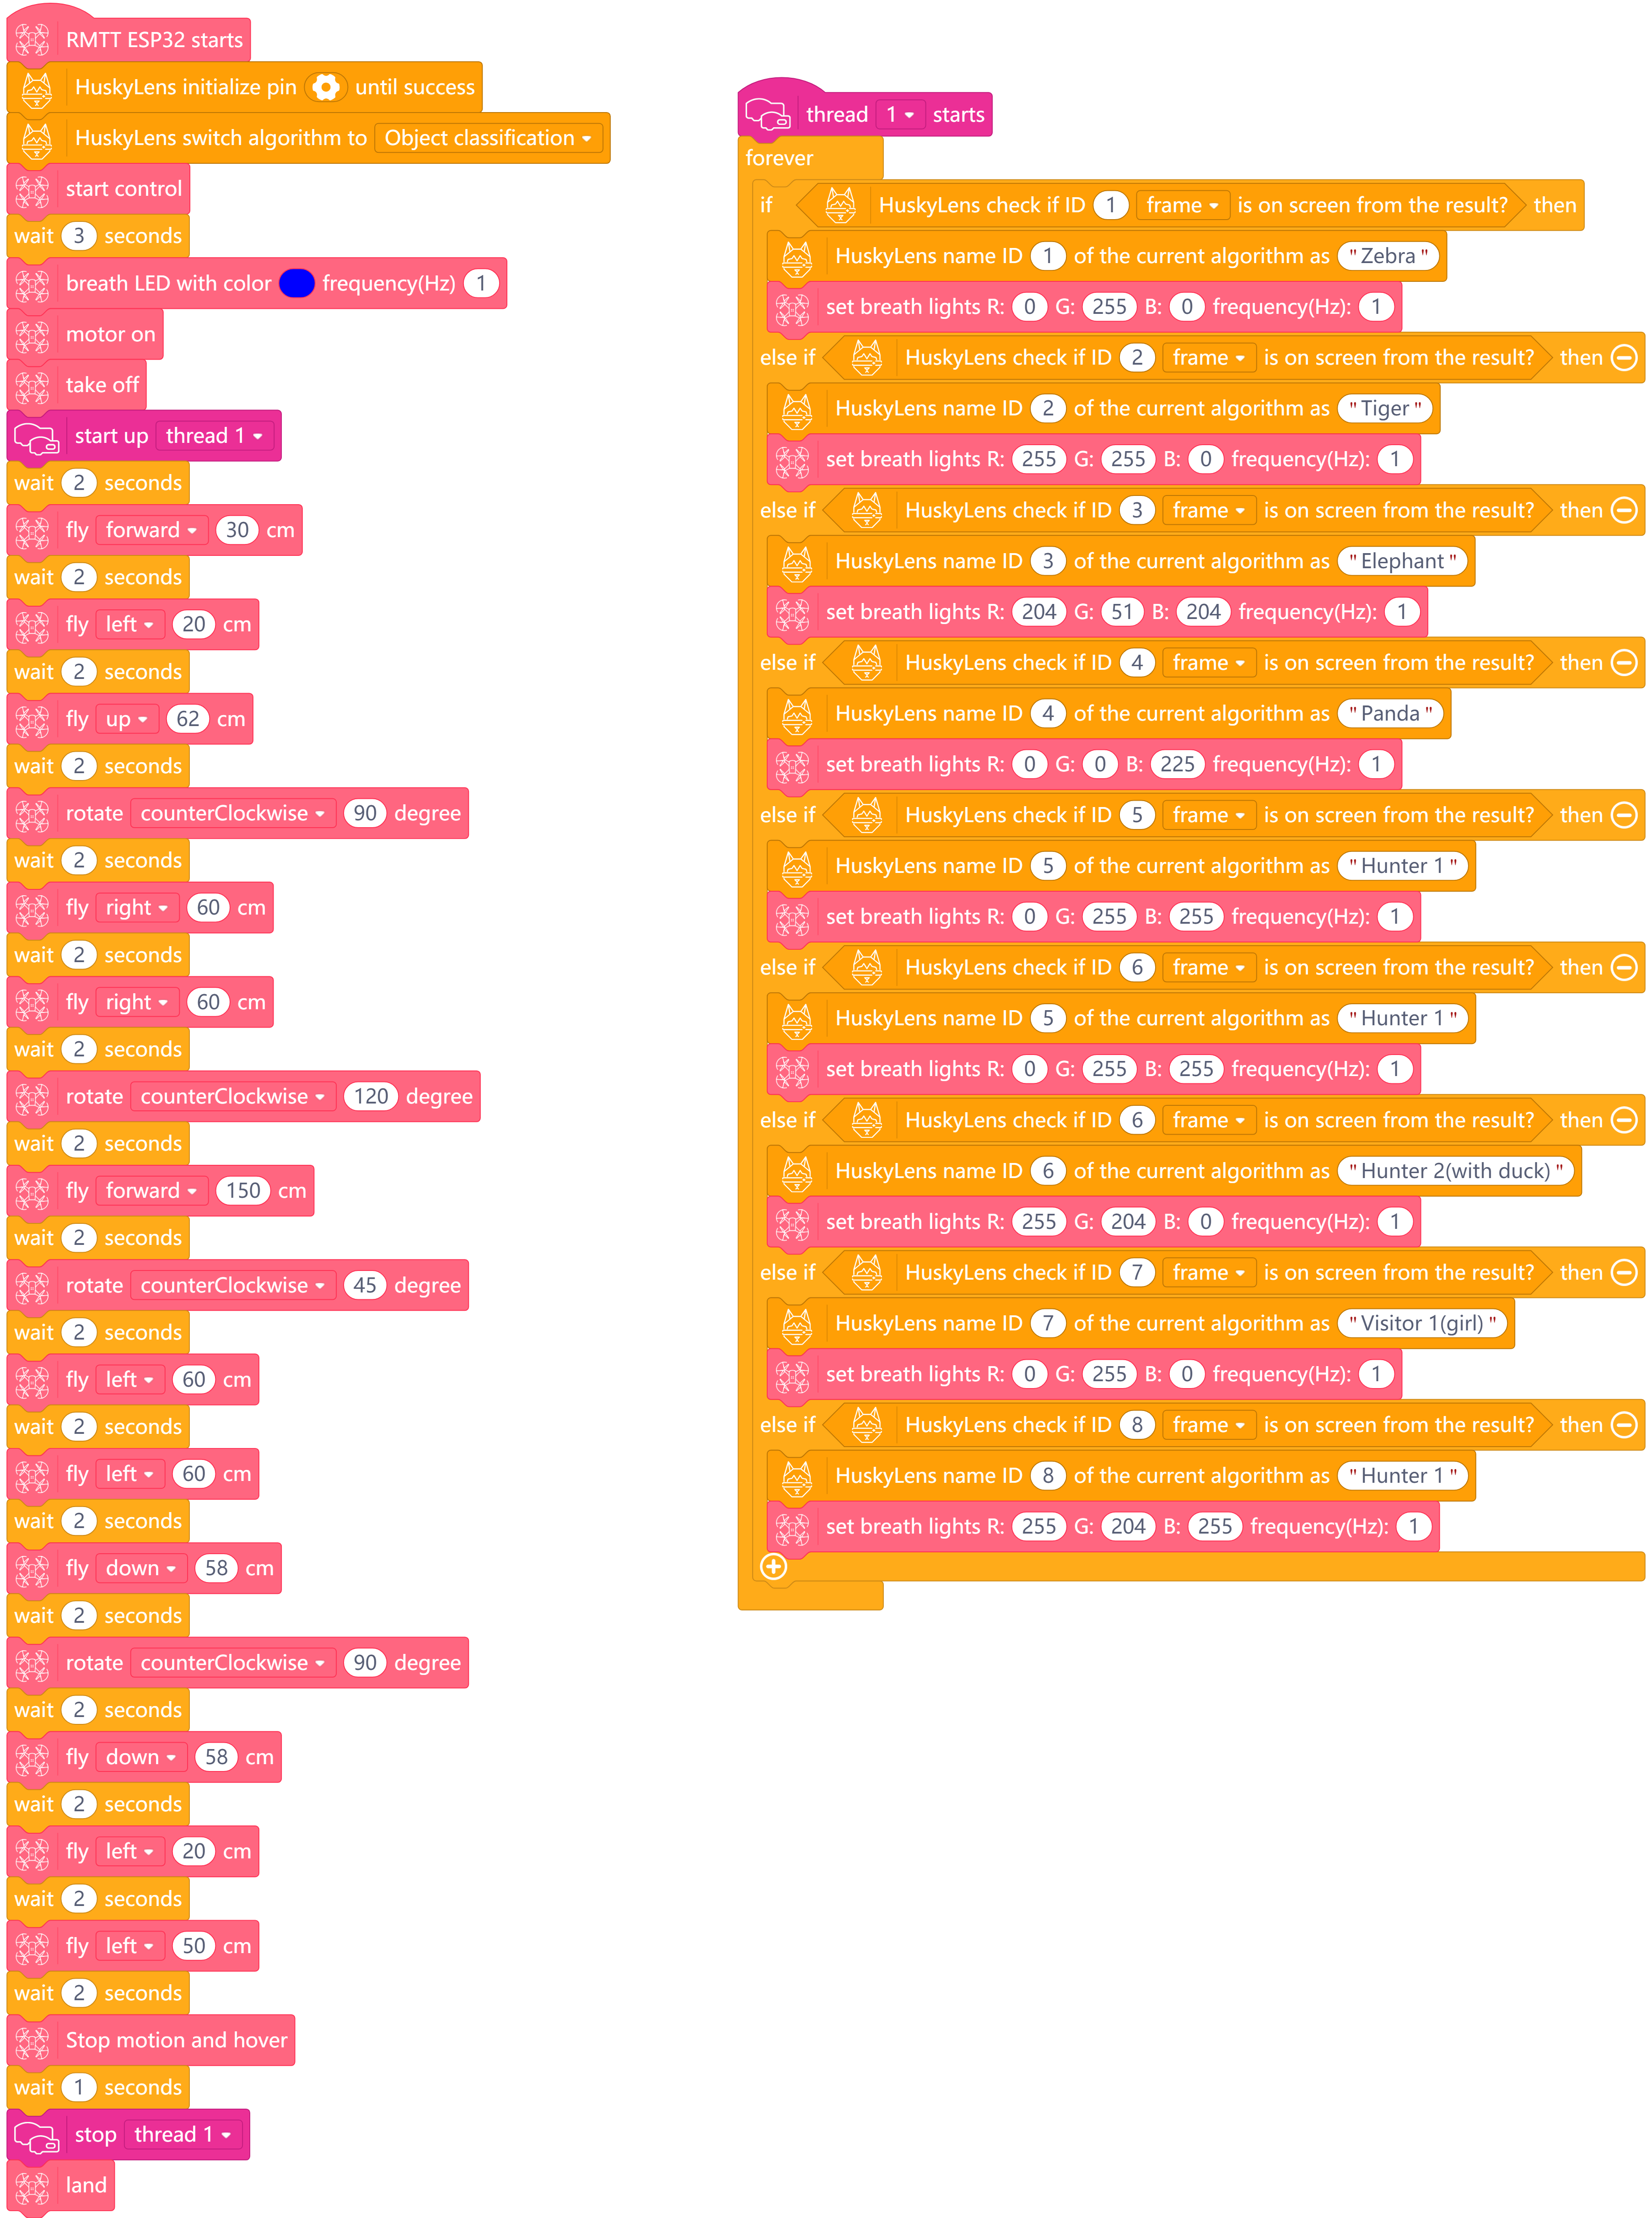 RMTT ESP32 starts
HuskyLens initialize pin until success
HuskyLens switch algorithm to Object classification
start control
wait 3 seconds
breath LED with color frequency(Hz) 1
motor on
take off
start up thread 1
wait 2 seconds
fly forward 30 cm
wait 2 seconds
fly left 20 cm
wait 2 seconds
fly up 62 cm
wait 2 seconds
rotate counterClockwise 90 degree
wait 2 seconds
fly right 60 cm
wait 2 seconds
fly right 60 cm
wait 2 seconds
rotate counterClockwise 120 degree
wait 2 seconds
fly forward 150 cm
wait 2 seconds
rotate counterClockwise 45 degree
wait 2 seconds
fly left 60 cm
wait 2 seconds
fly left 60 cm
wait 2 seconds
fly down 58 cm
wait 2 seconds
rotate counterClockwise 90 degree
wait 2 seconds
fly down 58 cm
wait 2 seconds
fly left 20 cm
wait 2 seconds
fly left 50 cm
wait 2 seconds
Stop motion and hover
wait 1 seconds
stop thread 1
land
thread 1 starts
forever
if HuskyLens check if ID 1 frame is on screen from the result? then
HuskyLens name ID 1 of the current algorithm as "Zebra"
set breath lights R: 0 G: 255 B: 0 frequency(Hz): 1
else if HuskyLens check if ID 2 frame is on screen from the result? then
HuskyLens name ID 2 of the current algorithm as "Tiger"
set breath lights R: 255 G: 255 B: 0 frequency(Hz): 1
else if HuskyLens check if ID 3 frame is on screen from the result? then
HuskyLens name ID 3 of the current algorithm as "Elephant"
set breath lights R: 204 G: 51 B: 204 frequency(Hz): 1
else if HuskyLens check if ID 4 frame is on screen from the result? then
HuskyLens name ID 4 of the current algorithm as "Panda"
set breath lights R: 0 G: 0 B: 225 frequency(Hz): 1
else if HuskyLens check if ID 5 frame is on screen from the result? then
HuskyLens name ID 5 of the current algorithm as "Hunter 1"
set breath lights R: 0 G: 255 B: 255 frequency(Hz): 1
else if HuskyLens check if ID 6 frame is on screen from the result? then
HuskyLens name ID 5 of the current algorithm as "Hunter 1"
set breath lights R: 0 G: 255 B: 255 frequency(Hz): 1
else if HuskyLens check if ID 6 frame is on screen from the result? then
HuskyLens name ID 6 of the current algorithm as "Hunter 2(with duck)"
set breath lights R: 255 G: 204 B: 0 frequency(Hz): 1
else if HuskyLens check if ID 7 frame is on screen from the result? then
HuskyLens name ID 7 of the current algorithm as "Visitor 1(girl)"
set breath lights R: 0 G: 255 B: 0 frequency(Hz): 1
else if HuskyLens check if ID 8 frame is on screen from the result? then
HuskyLens name ID 8 of the current algorithm as "Hunter 1"
set breath lights R: 255 G: 204 B: 255 frequency(Hz): 1